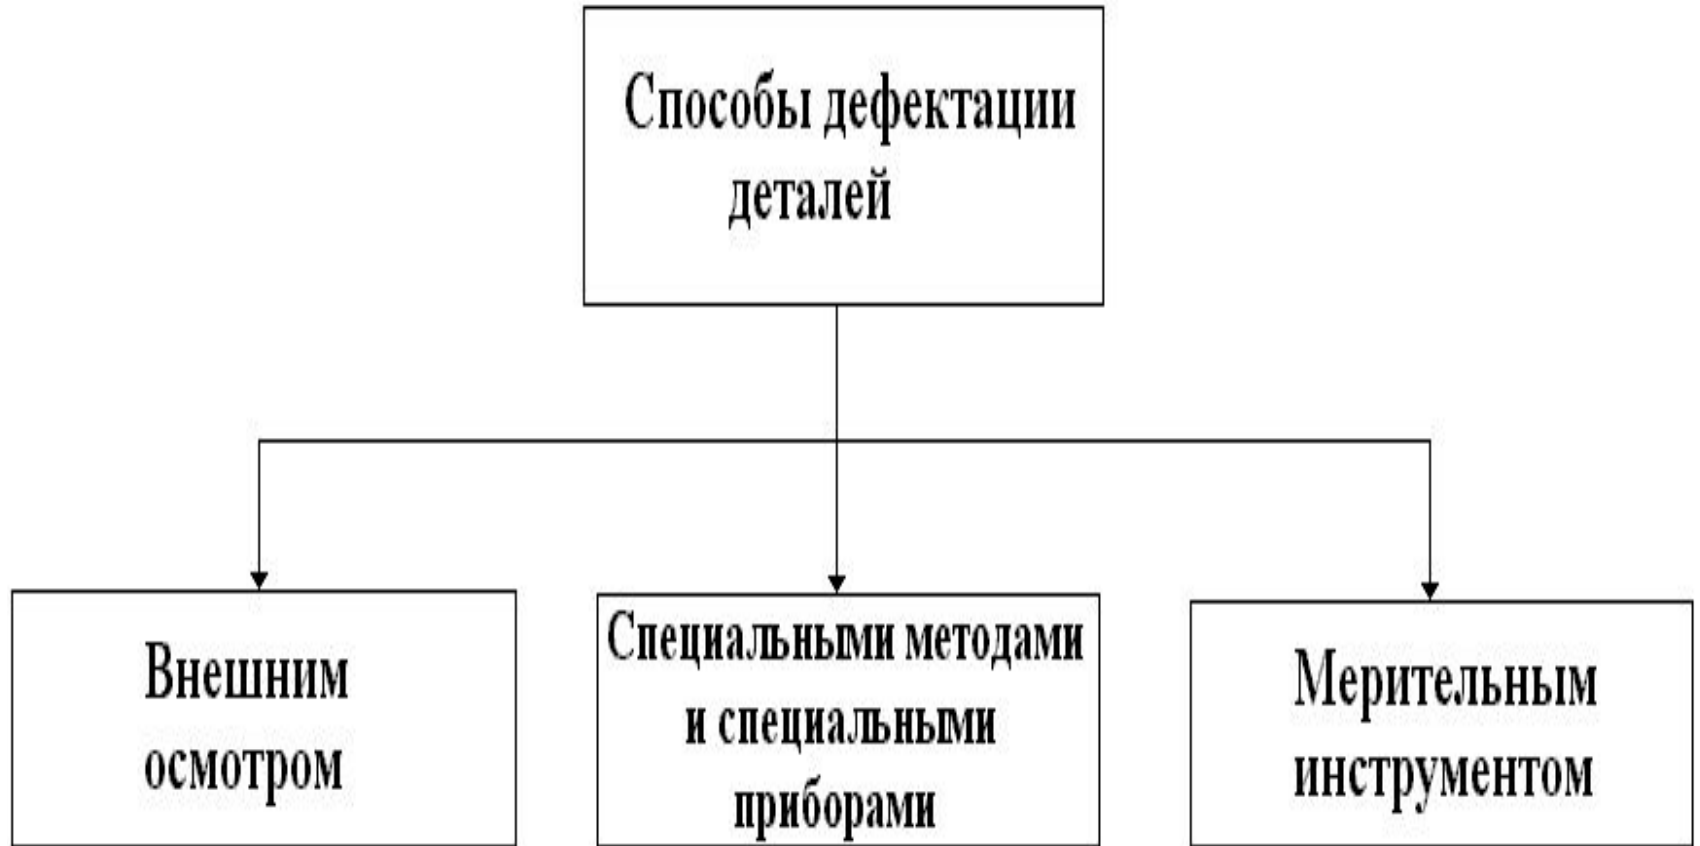 Способы дефектации
деталей
Внешним
осмотром
Специальными методами
и специальными
приборами
Мерительным
инструментом